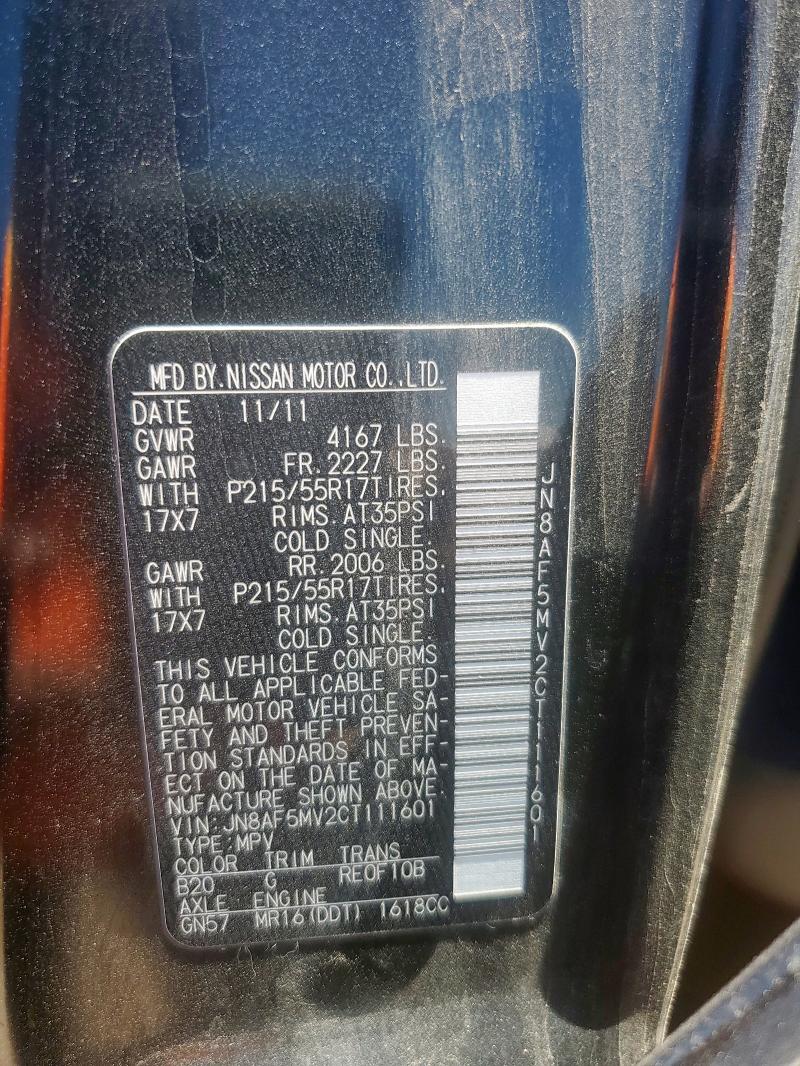 MFD BY.NISSAN MOTOR CO.,LTD.
DATE 11/11
GVWR 4167 LBS.
GAWR FR.2227 LBS.
WITH P215/55R17TIRES.
17X7 RIMS.AT35PSI
COLD SINGLE.
GAWR RR.2006 LBS.
WITH P215/55R17TIRES.
17X7 RIMS.AT35PSI
COLD SINGLE.
THIS VEHICLE CONFORMS
TO ALL APPLICABLE FED-
ERAL MOTOR VEHICLE SA-
FETY AND THEFT PREVEN-
TION STANDARDS IN EFF-
ECT ON THE DATE OF MA-
NUFACTURE SHOWN ABOVE.
VIN:JN8AF5MV2CT111601
TYPE:MPV
COLOR TRIM TRANS
B20 G RE0F10B
AXLE ENGINE
GN57 MR16(DDT) 1618CC
JN8AF5MV2CT111601